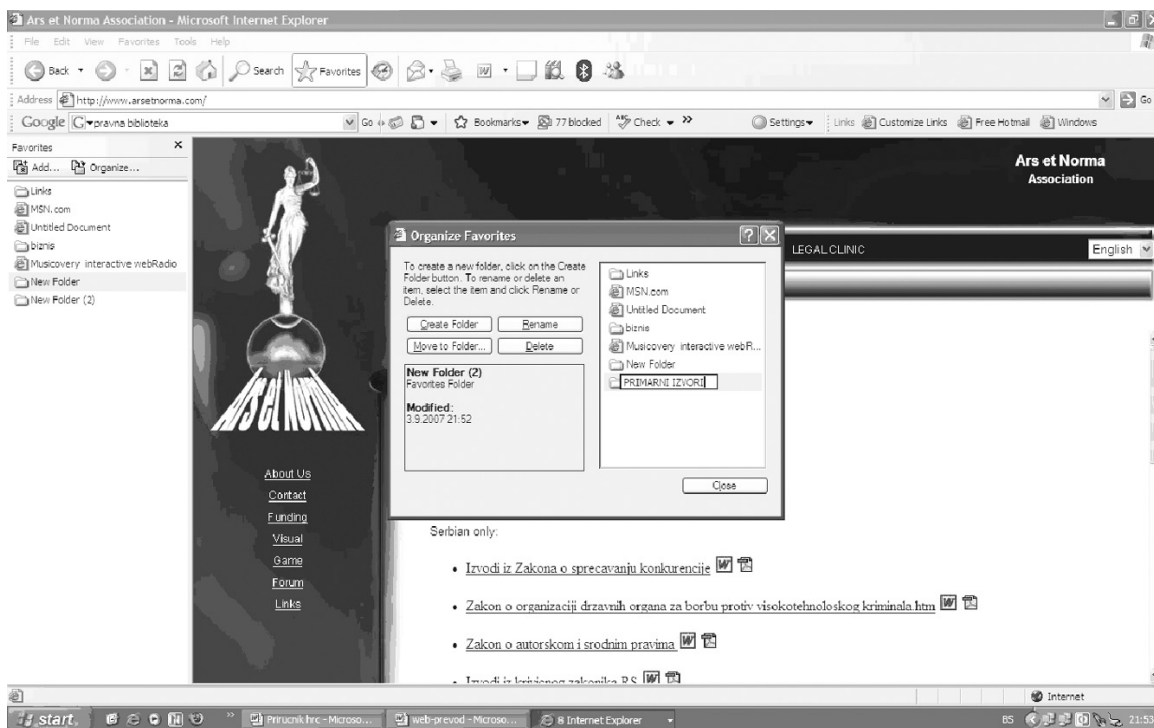 Ars et Norma Association - Microsoft Internet Explorer
File Edit View Favorites Tools Help
Back Search Favorites
Address http://www.arsetnorma.com/ Go
Google pravna biblioteka Go Bookmarks 77 blocked Check Settings Links Customize Links Free Hotmail Windows
Favorites
Add... Organize...
Links
MSN.com
Untitled Document
biznis
Musicovery interactive webRadio
New Folder
New Folder (2)
Ars et Norma
Association
LEGAL CLINIC English
ARS et NORMA
About Us
Contact
Funding
Visual
Game
Forum
Links
Organize Favorites
To create a new folder, click on the Create
Folder button. To rename or delete an
item, select the item and click Rename or
Delete.
Create Folder Rename
Move to Folder... Delete
New Folder (2)
Favorites Folder
Modified:
3.9.2007 21:52
Links
MSN.com
Untitled Document
biznis
Musicovery interactive webR...
New Folder
PRIMARNI IZVORI
Close
Serbian only:
Izvodi iz Zakona o sprecavanju konkurencije
Zakon o organizaciji drzavnih organa za borbu protiv visokotehnoloskog kriminala.htm
Zakon o autorskom i srodnim pravima
Izvodi iz krivicnog zakonika RS
Internet
start Prirucnik hrc - Microso... web-prevod - Microso... 8 Internet Explorer BS 21:53